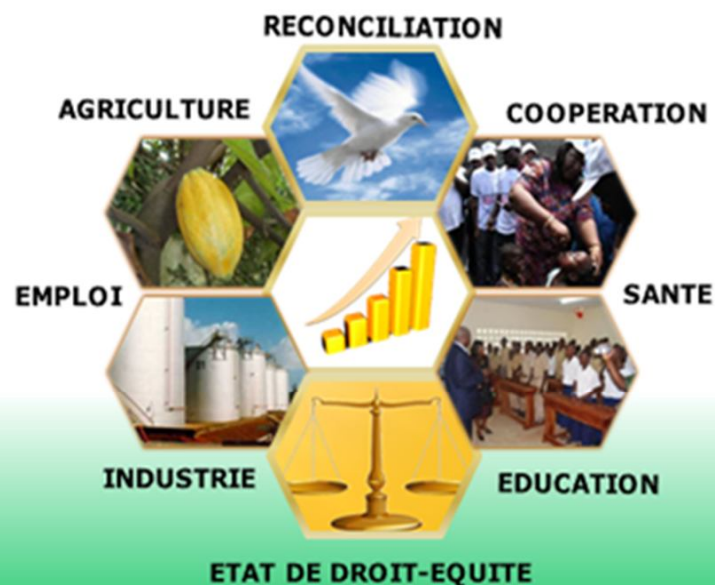 RECONCILIATION
AGRICULTURE
COOPERATION
EMPLOI
SANTE
INDUSTRIE
EDUCATION
ETAT DE DROIT-EQUITE